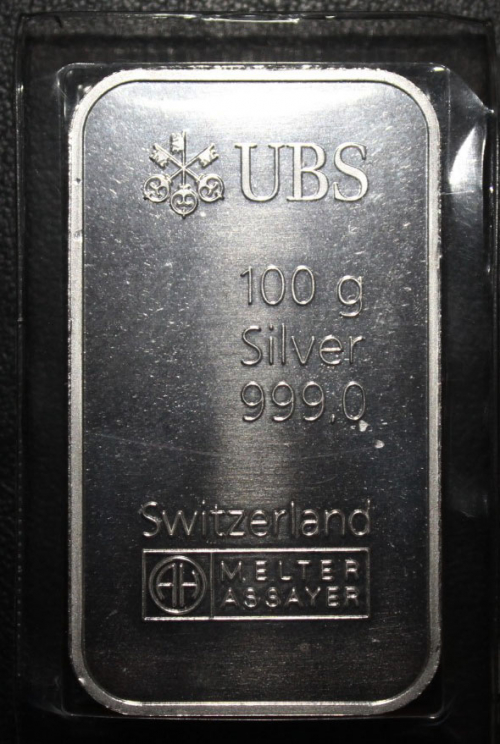 UBS
100 g
Silver
999,0
Switzerland
MELTER
ASSAYER